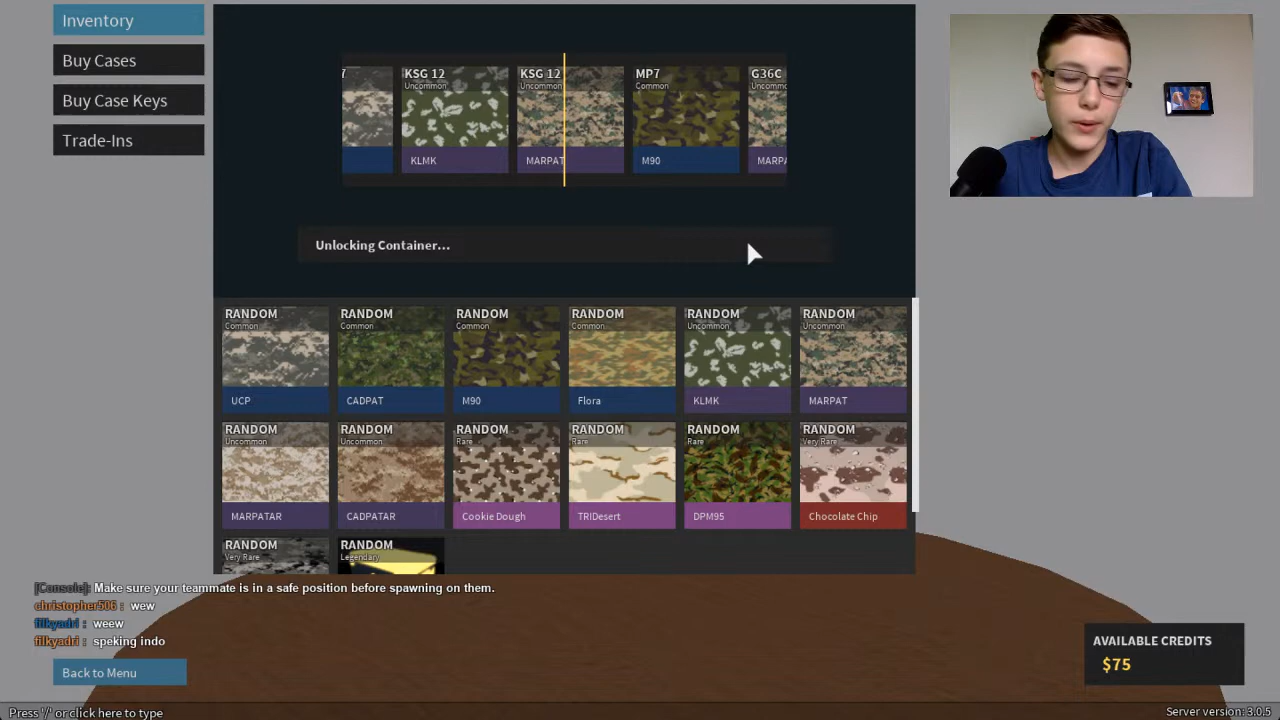 Inventory
Buy Cases
Buy Case Keys
Trade-Ins
7
KSG 12
Uncommon
KLMK
KSG 12
Uncommon
MARPAT
MP7
Common
M90
G36C
Uncommo
MARPA
Unlocking Container...
RANDOM
Common
UCP
RANDOM
Common
CADPAT
RANDOM
Common
M90
RANDOM
Common
Flora
RANDOM
Uncommon
KLMK
RANDOM
Uncommon
MARPAT
RANDOM
Uncommon
MARPATAR
RANDOM
Uncommon
CADPATAR
RANDOM
Rare
Cookie Dough
RANDOM
Rare
TRIDesert
RANDOM
Rare
DPM95
RANDOM
Very Rare
Chocolate Chip
RANDOM
Very Rare
RANDOM
Legendary
[Console]: Make sure your teammate is in a safe position before spawning on them.
christopher506 : wew
filkyadri : weew
filkyadri : speking indo
Back to Menu
AVAILABLE CREDITS
$75
Press '/' or click here to type
Server version: 3.0.5